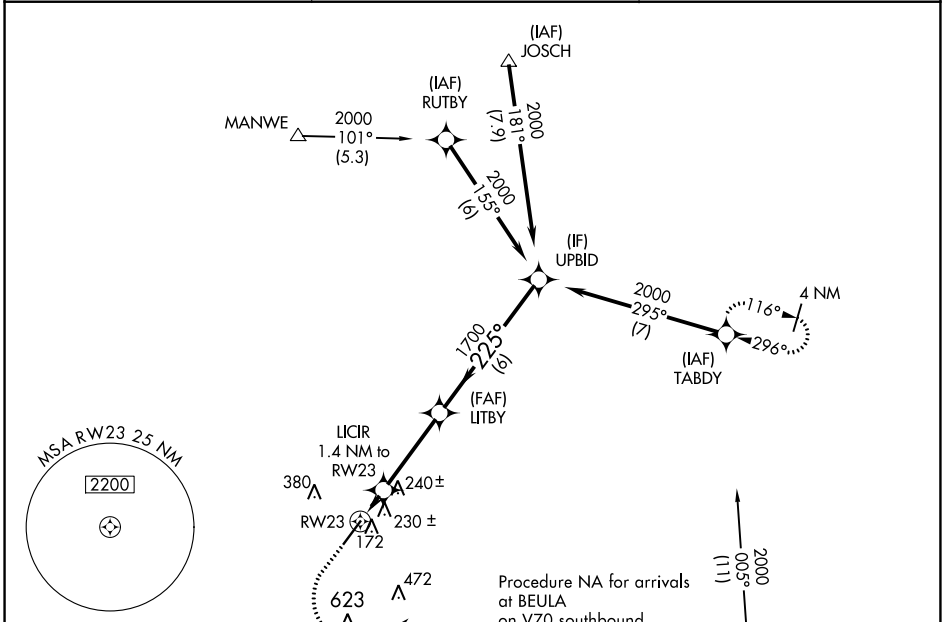 (IAF)
JOSCH
(IAF)
RUTBY
MANWE
2000
101°
(5.3)
2000
181°
(7.9)
2000
155°
(6)
(IF)
UPBID
2000
295°
(7)
116°
4 NM
296°
(IAF)
TABDY
1700
225°
(6)
(FAF)
LITBY
LICIR
1.4 NM to
RW23
MSA RW23 25 NM
2200
380
240±
RW23
230 ±
172
472
623
2000
005°
(11)
Procedure NA for arrivals
at BEULA
on V70 southbound